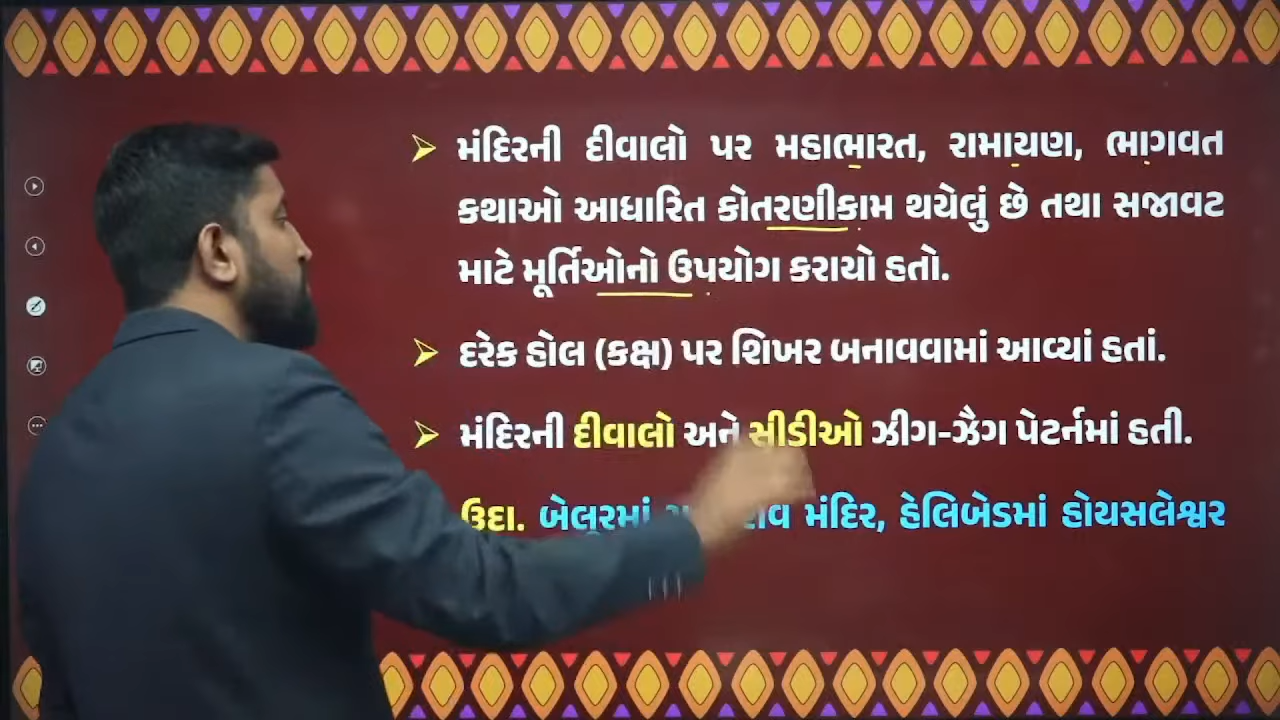 મંદિરની દીવાલો પર મહાભારત, રામાયણ, ભાગવત
કથાઓ આધારિત કોતરણીકામ થયેલું છે તથા સજાવટ
માટે મૂર્તિઓનો ઉપયોગ કરાયો હતો.
દરેક હોલ (કક્ષ) પર શિખર બનાવવામાં આવ્યાં હતાં.
મંદિરની દીવાલો અને સીડીઓ ઝીગ-ઝૈગ પેટર્નમાં હતી.
ઉદા. બેલૂરમાં મંદિર, હેલિબેડમાં હોયસલેશ્વર